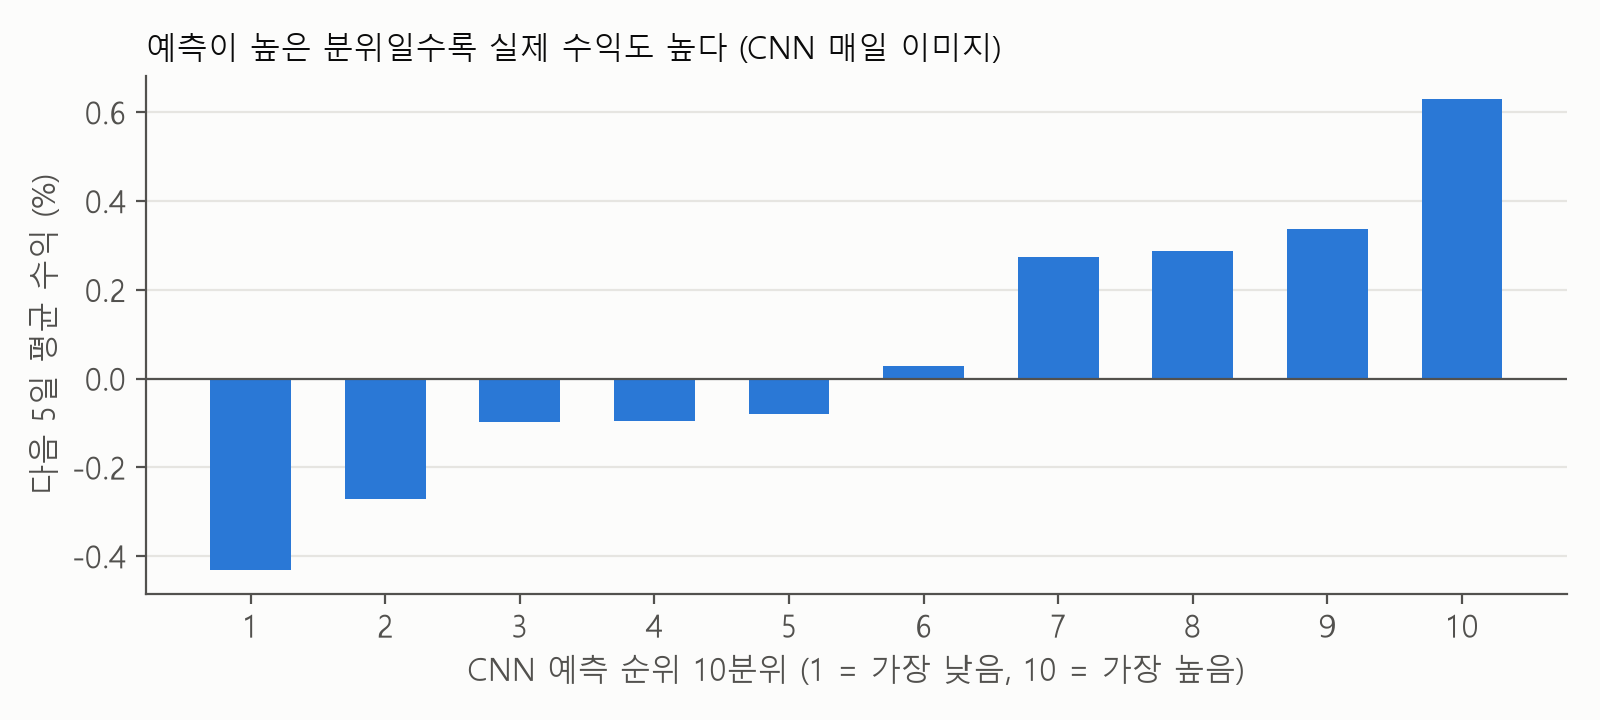 예측이 높은 분위일수록 실제 수익도 높다 (CNN 매일 이미지)
다음 5일 평균 수익 (%)
0.6
0.4
0.2
0.0
-0.2
-0.4
1 2 3 4 5 6 7 8 9 10
CNN 예측 순위 10분위 (1 = 가장 낮음, 10 = 가장 높음)